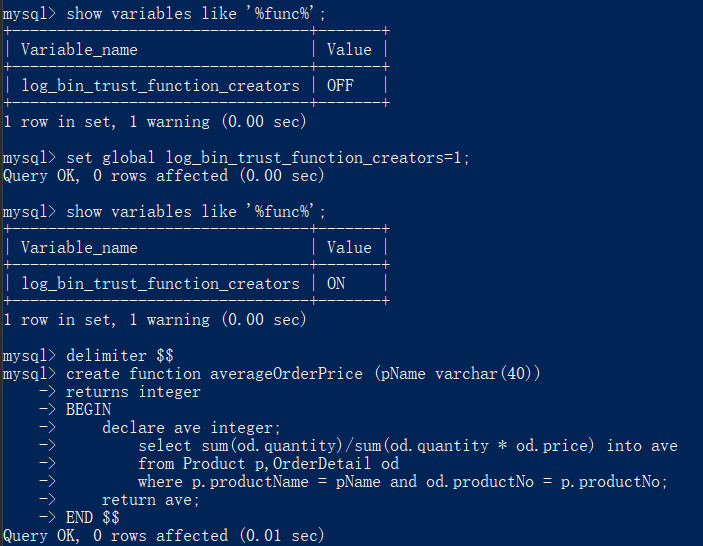 mysql> show variables like '%func%';
+---------------------------------+-------+
| Variable_name                   | Value |
+---------------------------------+-------+
| log_bin_trust_function_creators | OFF   |
+---------------------------------+-------+
1 row in set, 1 warning (0.00 sec)
mysql> set global log_bin_trust_function_creators=1;
Query OK, 0 rows affected (0.00 sec)
mysql> show variables like '%func%';
+---------------------------------+-------+
| Variable_name                   | Value |
+---------------------------------+-------+
| log_bin_trust_function_creators | ON    |
+---------------------------------+-------+
1 row in set, 1 warning (0.00 sec)
mysql> delimiter $$
mysql> create function averageOrderPrice (pName varchar(40))
    -> returns integer
    -> BEGIN
    ->     declare ave integer;
    ->         select sum(od.quantity)/sum(od.quantity * od.price) into ave
    ->         from Product p,OrderDetail od
    ->         where p.productName = pName and od.productNo = p.productNo;
    ->     return ave;
    -> END $$
Query OK, 0 rows affected (0.01 sec)